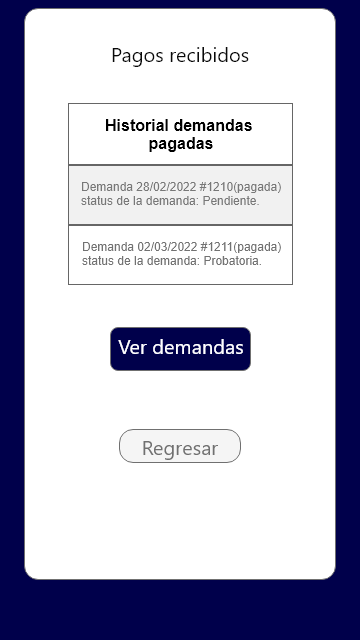 Pagos recibidos
Historial demandas
pagadas
Demanda 28/02/2022 #1210(pagada)
status de la demanda: Pendiente.
Demanda 02/03/2022 #1211(pagada)
status de la demanda: Probatoria.
Ver demandas
Regresar